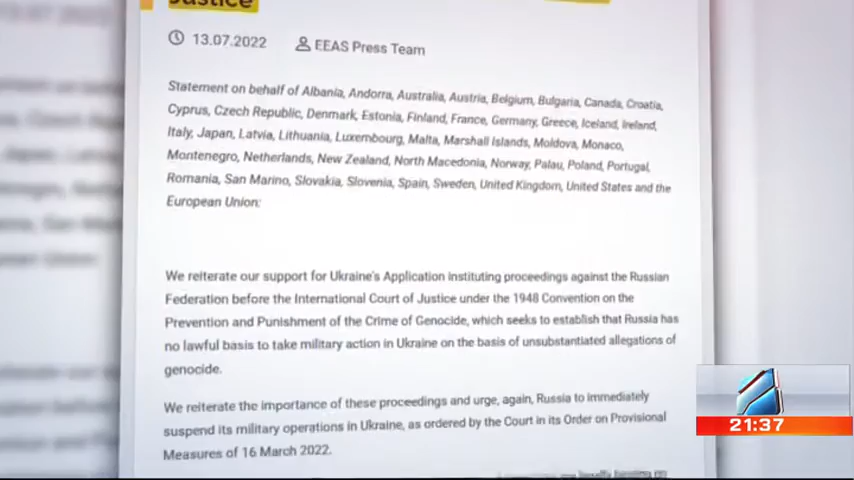 Justice
13.07.2022 EEAS Press Team
Statement on behalf of Albania, Andorra, Australia, Austria, Belgium, Bulgaria, Canada, Croatia,
Cyprus, Czech Republic, Denmark, Estonia, Finland, France, Germany, Greece, Iceland, Ireland,
Italy, Japan, Latvia, Lithuania, Luxembourg, Malta, Marshall Islands, Moldova, Monaco,
Montenegro, Netherlands, New Zealand, North Macedonia, Norway, Palau, Poland, Portugal,
Romania, San Marino, Slovakia, Slovenia, Spain, Sweden, United Kingdom, United States and the
European Union:
We reiterate our support for Ukraine's Application instituting proceedings against the Russian
Federation before the International Court of Justice under the 1948 Convention on the
Prevention and Punishment of the Crime of Genocide, which seeks to establish that Russia has
no lawful basis to take military action in Ukraine on the basis of unsubstantiated allegations of
genocide.
We reiterate the importance of these proceedings and urge, again, Russia to immediately
suspend its military operations in Ukraine, as ordered by the Court in its Order on Provisional
Measures of 16 March 2022.
21:37